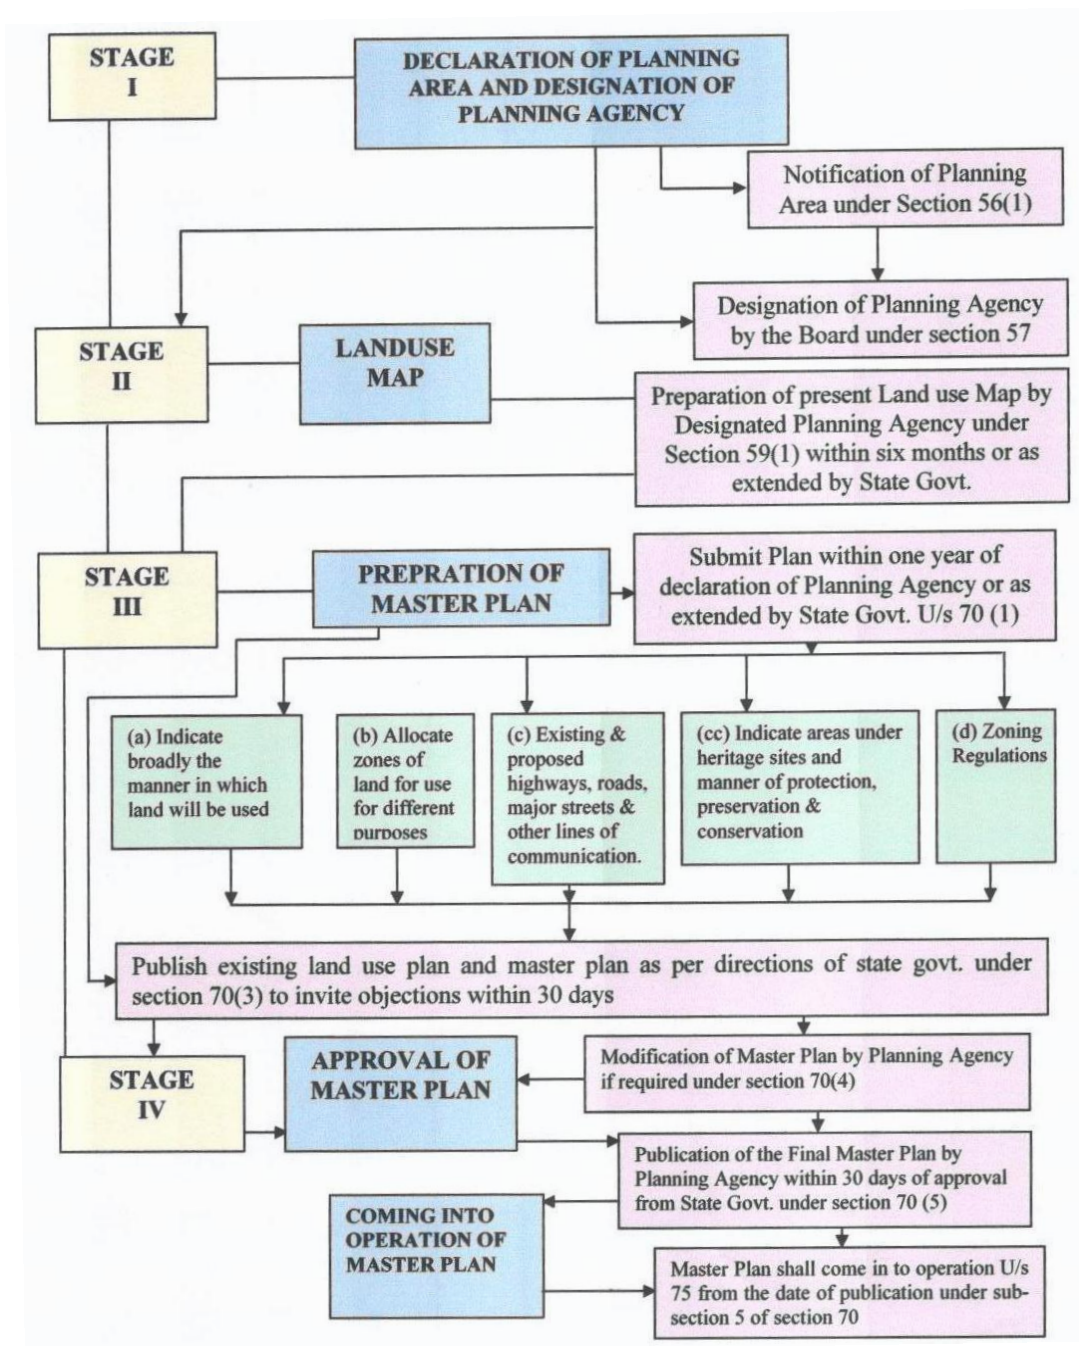 STAGE
I
DECLARATION OF PLANNING
AREA AND DESIGNATION OF
PLANNING AGENCY
Notification of Planning
Area under Section 56(1)
Designation of Planning Agency
by the Board under section 57
STAGE
II
LANDUSE
MAP
Preparation of present Land use Map by
Designated Planning Agency under
Section 59(1) within six months or as
extended by State Govt.
STAGE
III
PREPRATION OF
MASTER PLAN
Submit Plan within one year of
declaration of Planning Agency or as
extended by State Govt. U/s 70 (1)
(a) Indicate
broadly the
manner in which
land will be used
(b) Allocate
zones of
land for use
for different
purposes
(c) Existing &
proposed
highways, roads,
major streets &
other lines of
communication.
(cc) Indicate areas under
heritage sites and
manner of protection,
preservation &
conservation
(d) Zoning
Regulations
Publish existing land use plan and master plan as per directions of state govt. under
section 70(3) to invite objections within 30 days
STAGE
IV
APPROVAL OF
MASTER PLAN
Modification of Master Plan by Planning Agency
if required under section 70(4)
Publication of the Final Master Plan by
Planning Agency within 30 days of approval
from State Govt. under section 70 (5)
COMING INTO
OPERATION OF
MASTER PLAN
Master Plan shall come in to operation U/s
75 from the date of publication under sub-
section 5 of section 70